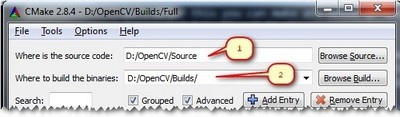 CMake 2.8.4 - D:/OpenCV/Builds/Full
File Tools Options Help
Where is the source code: D:/OpenCV/Source 1 Browse Source...
Where to build the binaries: D:/OpenCV/Builds/ 2 Browse Build...
Search: Grouped Advanced Add Entry Remove Entry